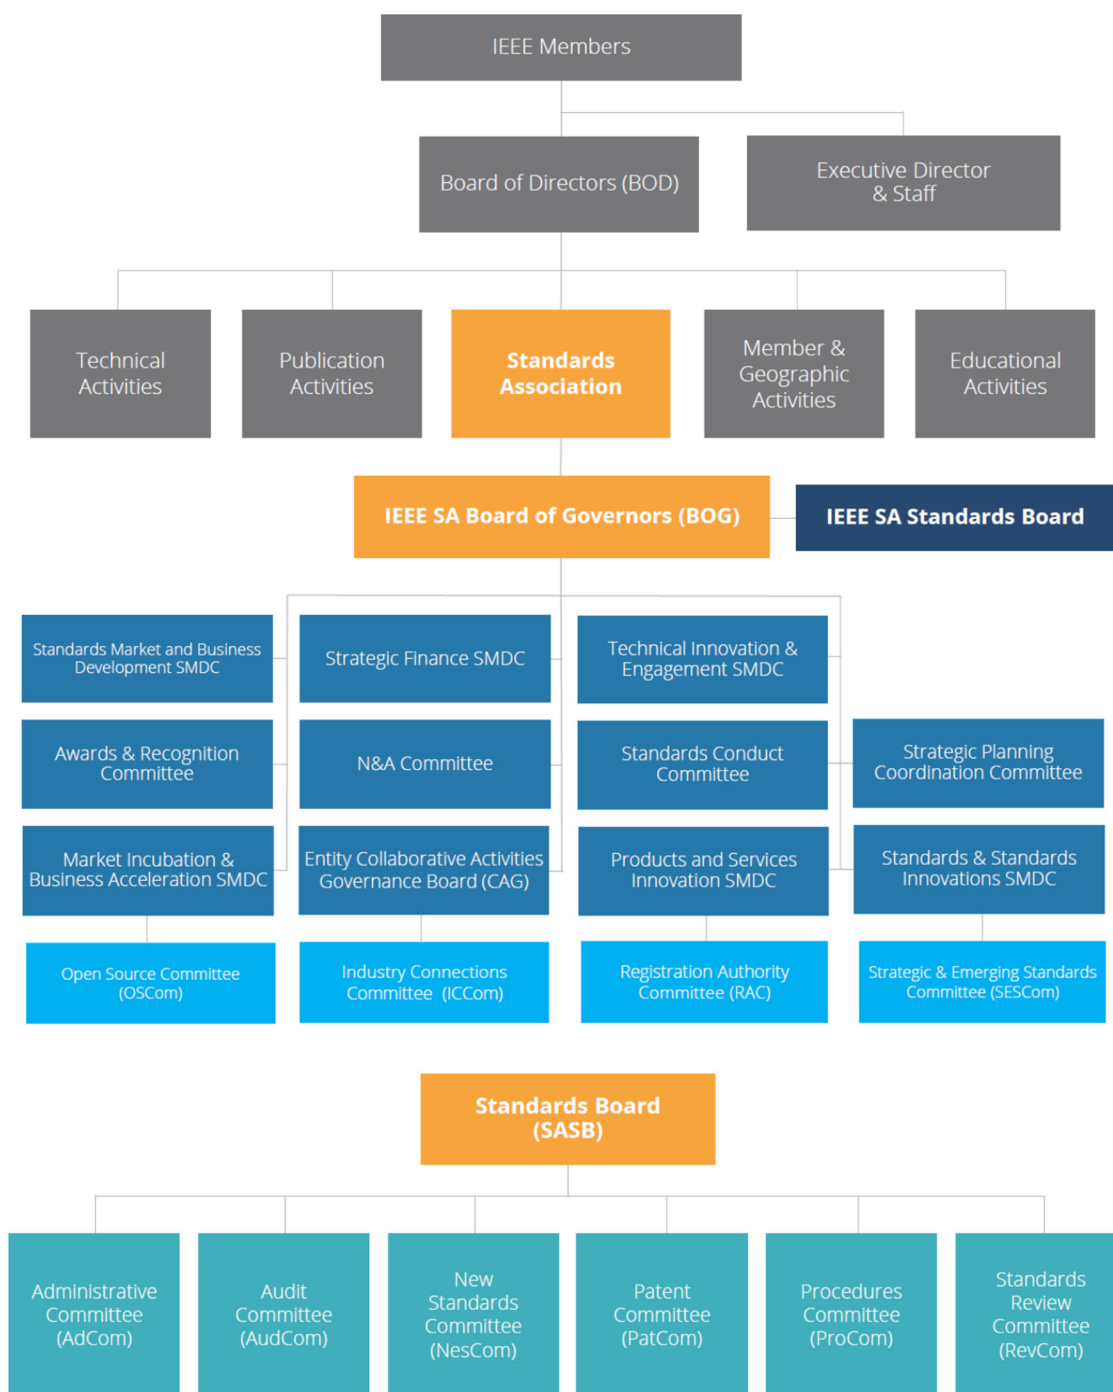 IEEE Members
Board of Directors (BOD)
Executive Director
& Staff
Technical
Activities
Publication
Activities
Standards
Association
Member &
Geographic
Activities
Educational
Activities
IEEE SA Board of Governors (BOG)
IEEE SA Standards Board
Standards Market and Business
Development SMDC
Strategic Finance SMDC
Technical Innovation &
Engagement SMDC
Awards & Recognition
Committee
N&A Committee
Standards Conduct
Committee
Strategic Planning
Coordination Committee
Market Incubation &
Business Acceleration SMDC
Entity Collaborative Activities
Governance Board (CAG)
Products and Services
Innovation SMDC
Standards & Standards
Innovations SMDC
Open Source Committee
(OSCom)
Industry Connections
Committee (ICCom)
Registration Authority
Committee (RAC)
Strategic & Emerging Standards
Committee (SESCom)
Standards Board
(SASB)
Administrative
Committee
(AdCom)
Audit
Committee
(AudCom)
New
Standards
Committee
(NesCom)
Patent
Committee
(PatCom)
Procedures
Committee
(ProCom)
Standards
Review
Committee
(RevCom)